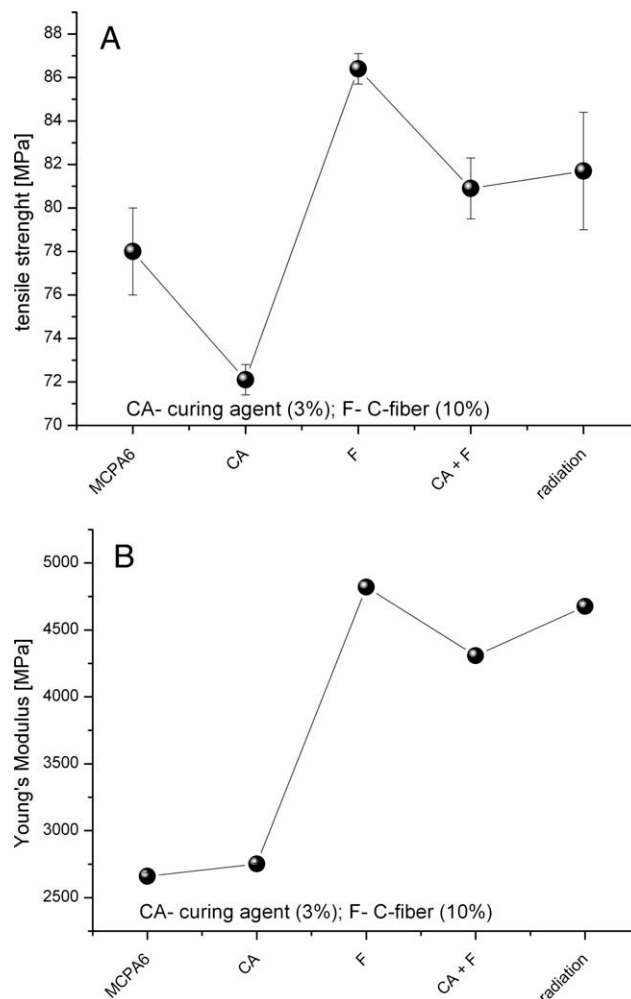 A
tensile strenght [MPa]
88
86
84
82
80
78
76
74
72
70
CA- curing agent (3%); F- C-fiber (10%)
MCPA6
CA
F
CA + F
radiation
B
Young's Modulus [MPa]
5000
4500
4000
3500
3000
2500
CA- curing agent (3%); F- C-fiber (10%)
MCPA6
CA
F
CA + F
radiation